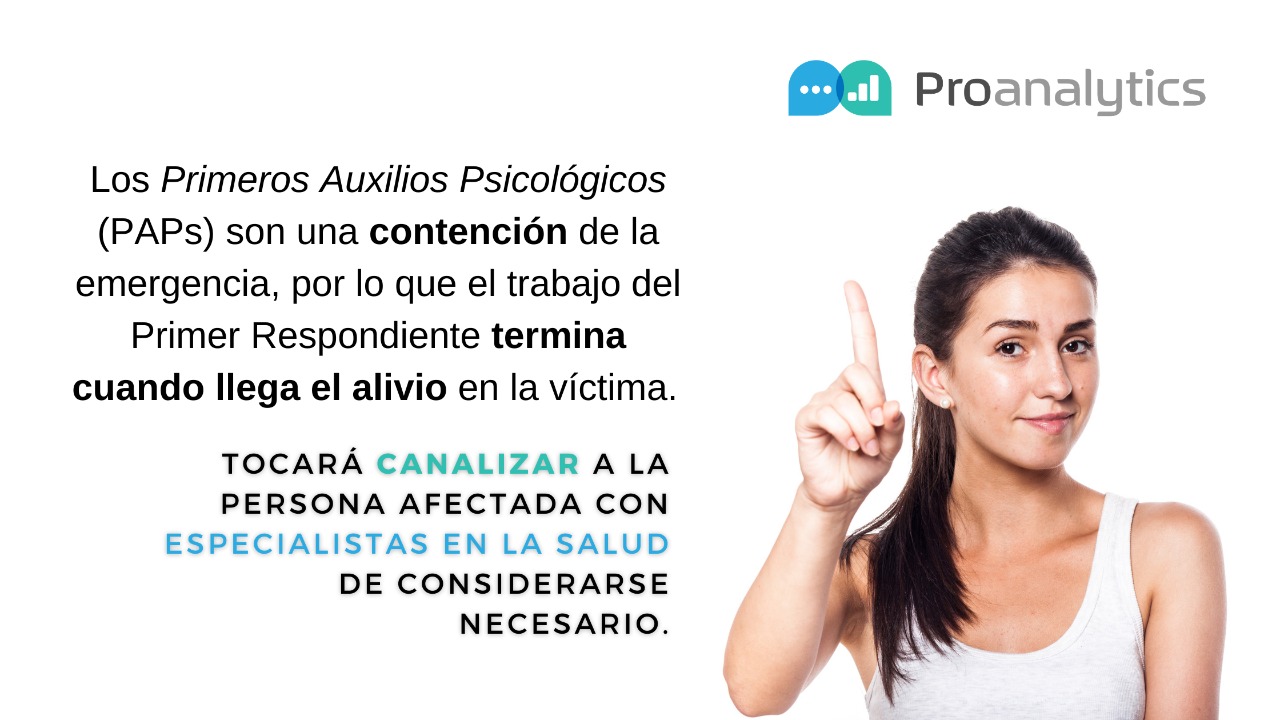 Proanalytics
Los Primeros Auxilios Psicológicos
(PAPs) son una contención de la
emergencia, por lo que el trabajo del
Primer Respondiente termina
cuando llega el alivio en la víctima.
TOCARÁ CANALIZAR A LA
PERSONA AFECTADA CON
ESPECIALISTAS EN LA SALUD
DE CONSIDERARSE
NECESARIO.